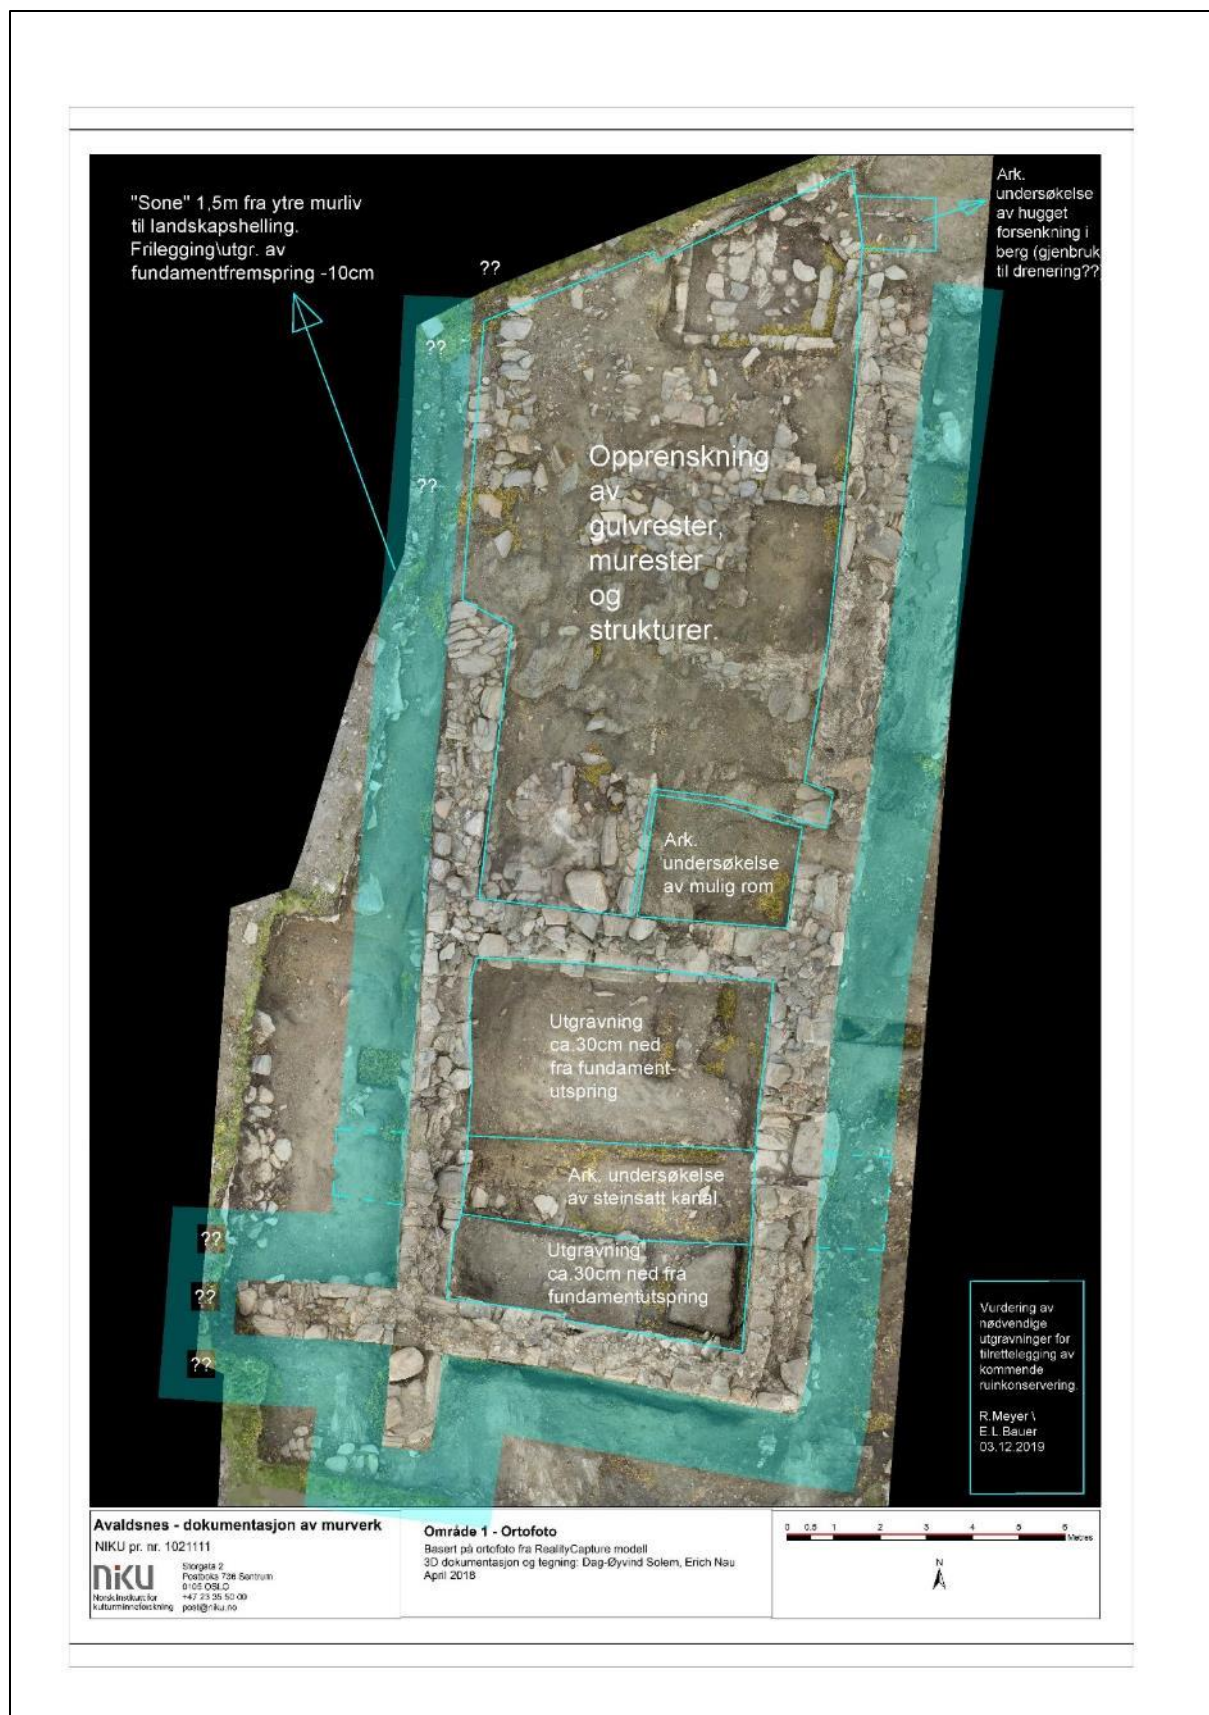 "Sone" 1,5m fra ytre murliv
til landskapshelling.
Frilegging\utgr. av
fundamentfremspring -10cm
Ark.
undersøkelse
av hugget
forsenkning i
berg (gjenbruk
til drenering??
??
??
??
Opprenskning
av
gulvrester,
murester
og
strukturer.
Ark.
undersøkelse
av mulig rom
Utgravning
ca.30cm ned
fra fundament-
utspring
Ark. undersøkelse
av steinsatt kanal
Utgravning
ca.30cm ned fra
fundamentutspring
??
??
??
Vurdering av
nødvendige
utgravninger for
tilrettelegging av
kommende
ruinkonservering.
R.Meyer \
E.L.Bauer
03.12.2019
Avaldsnes - dokumentasjon av murverk
NIKU pr. nr. 1021111
niku
Norsk institutt for
kulturminneforskning
Storgata 2
Postboks 736 Sentrum
0105 OSLO
+47 23 35 50 00
post@niku.no
Område 1 - Ortofoto
Basert på ortofoto fra RealityCapture modell
3D dokumentasjon og tegning: Dag-Øyvind Solem, Erich Nau
April 2018
0 0,5 1 2 3 4 5 6
Metres
N